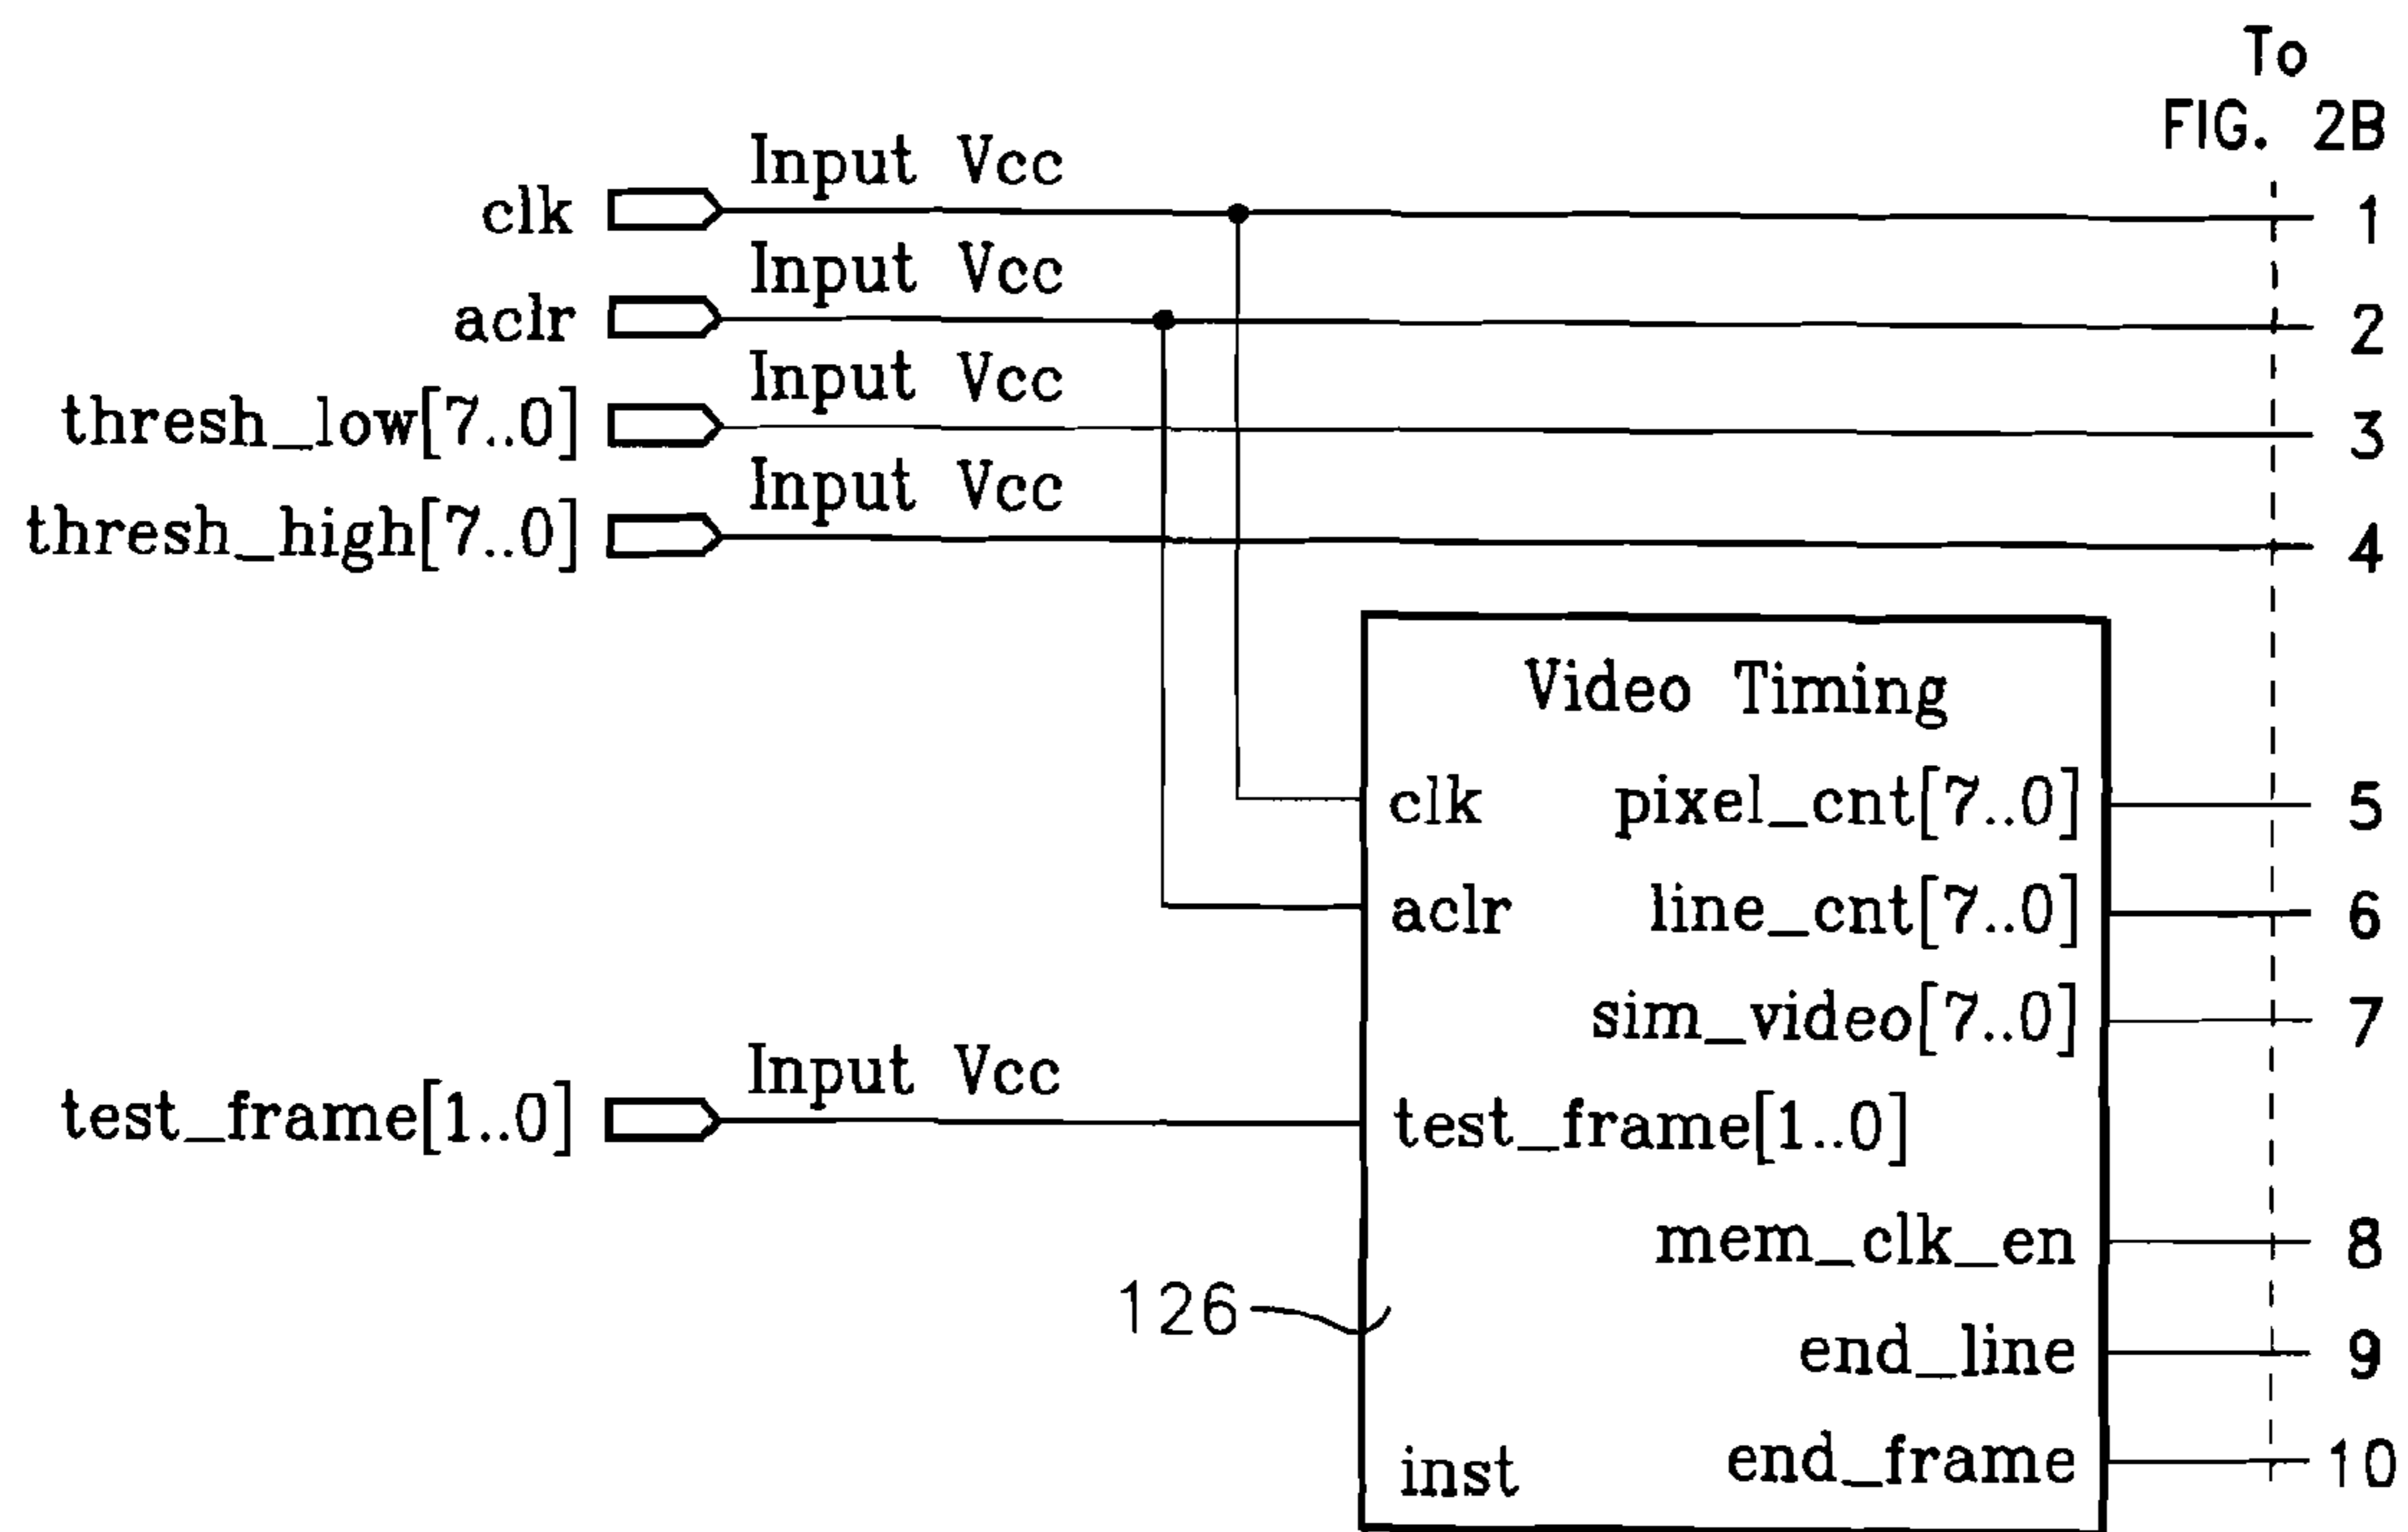 To
FIG. 2B
Input Vcc
clk
1
Input Vcc
aclr
2
Input Vcc
thresh_low[7..0]
3
Input Vcc
thresh_high[7..0]
4
Video Timing
clk pixel_cnt[7..0]
5
aclr line_cnt[7..0]
6
sim_video[7..0]
7
Input Vcc
test_frame[1..0]
test_frame[1..0]
mem_clk_en
8
126
end_line
9
inst end_frame
10